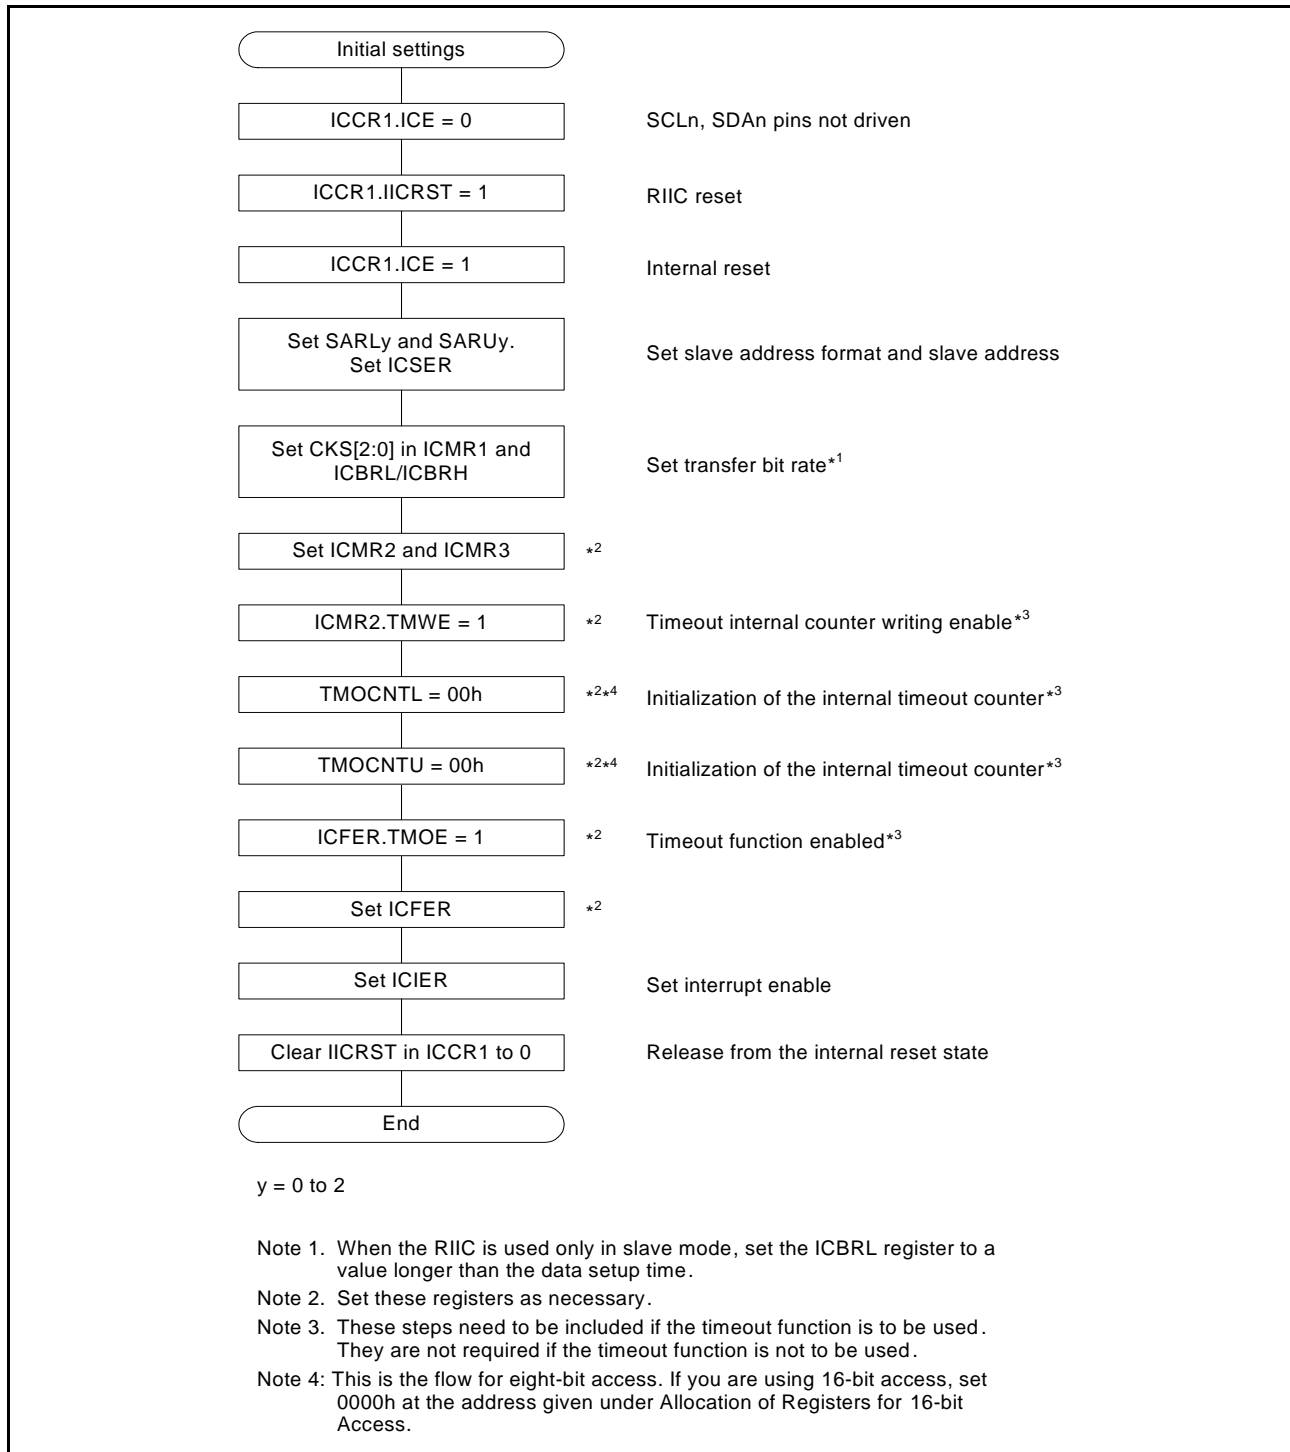 Initial settings
ICCR1.ICE = 0
SCLn, SDAn pins not driven
ICCR1.IICRST = 1
RIIC reset
ICCR1.ICE = 1
Internal reset
Set SARLy and SARUy.
Set ICSER
Set slave address format and slave address
Set CKS[2:0] in ICMR1 and
ICBRL/ICBRH
Set transfer bit rate*1
Set ICMR2 and ICMR3
*2
ICMR2.TMWE = 1
*2
Timeout internal counter writing enable*3
TMOCNTL = 00h
*2*4
Initialization of the internal timeout counter*3
TMOCNTU = 00h
*2*4
Initialization of the internal timeout counter*3
ICFER.TMOE = 1
*2
Timeout function enabled*3
Set ICFER
*2
Set ICIER
Set interrupt enable
Clear IICRST in ICCR1 to 0
Release from the internal reset state
End
y = 0 to 2
Note 1. When the RIIC is used only in slave mode, set the ICBRL register to a
value longer than the data setup time.
Note 2. Set these registers as necessary.
Note 3. These steps need to be included if the timeout function is to be used.
They are not required if the timeout function is not to be used.
Note 4: This is the flow for eight-bit access. If you are using 16-bit access, set
0000h at the address given under Allocation of Registers for 16-bit
Access.